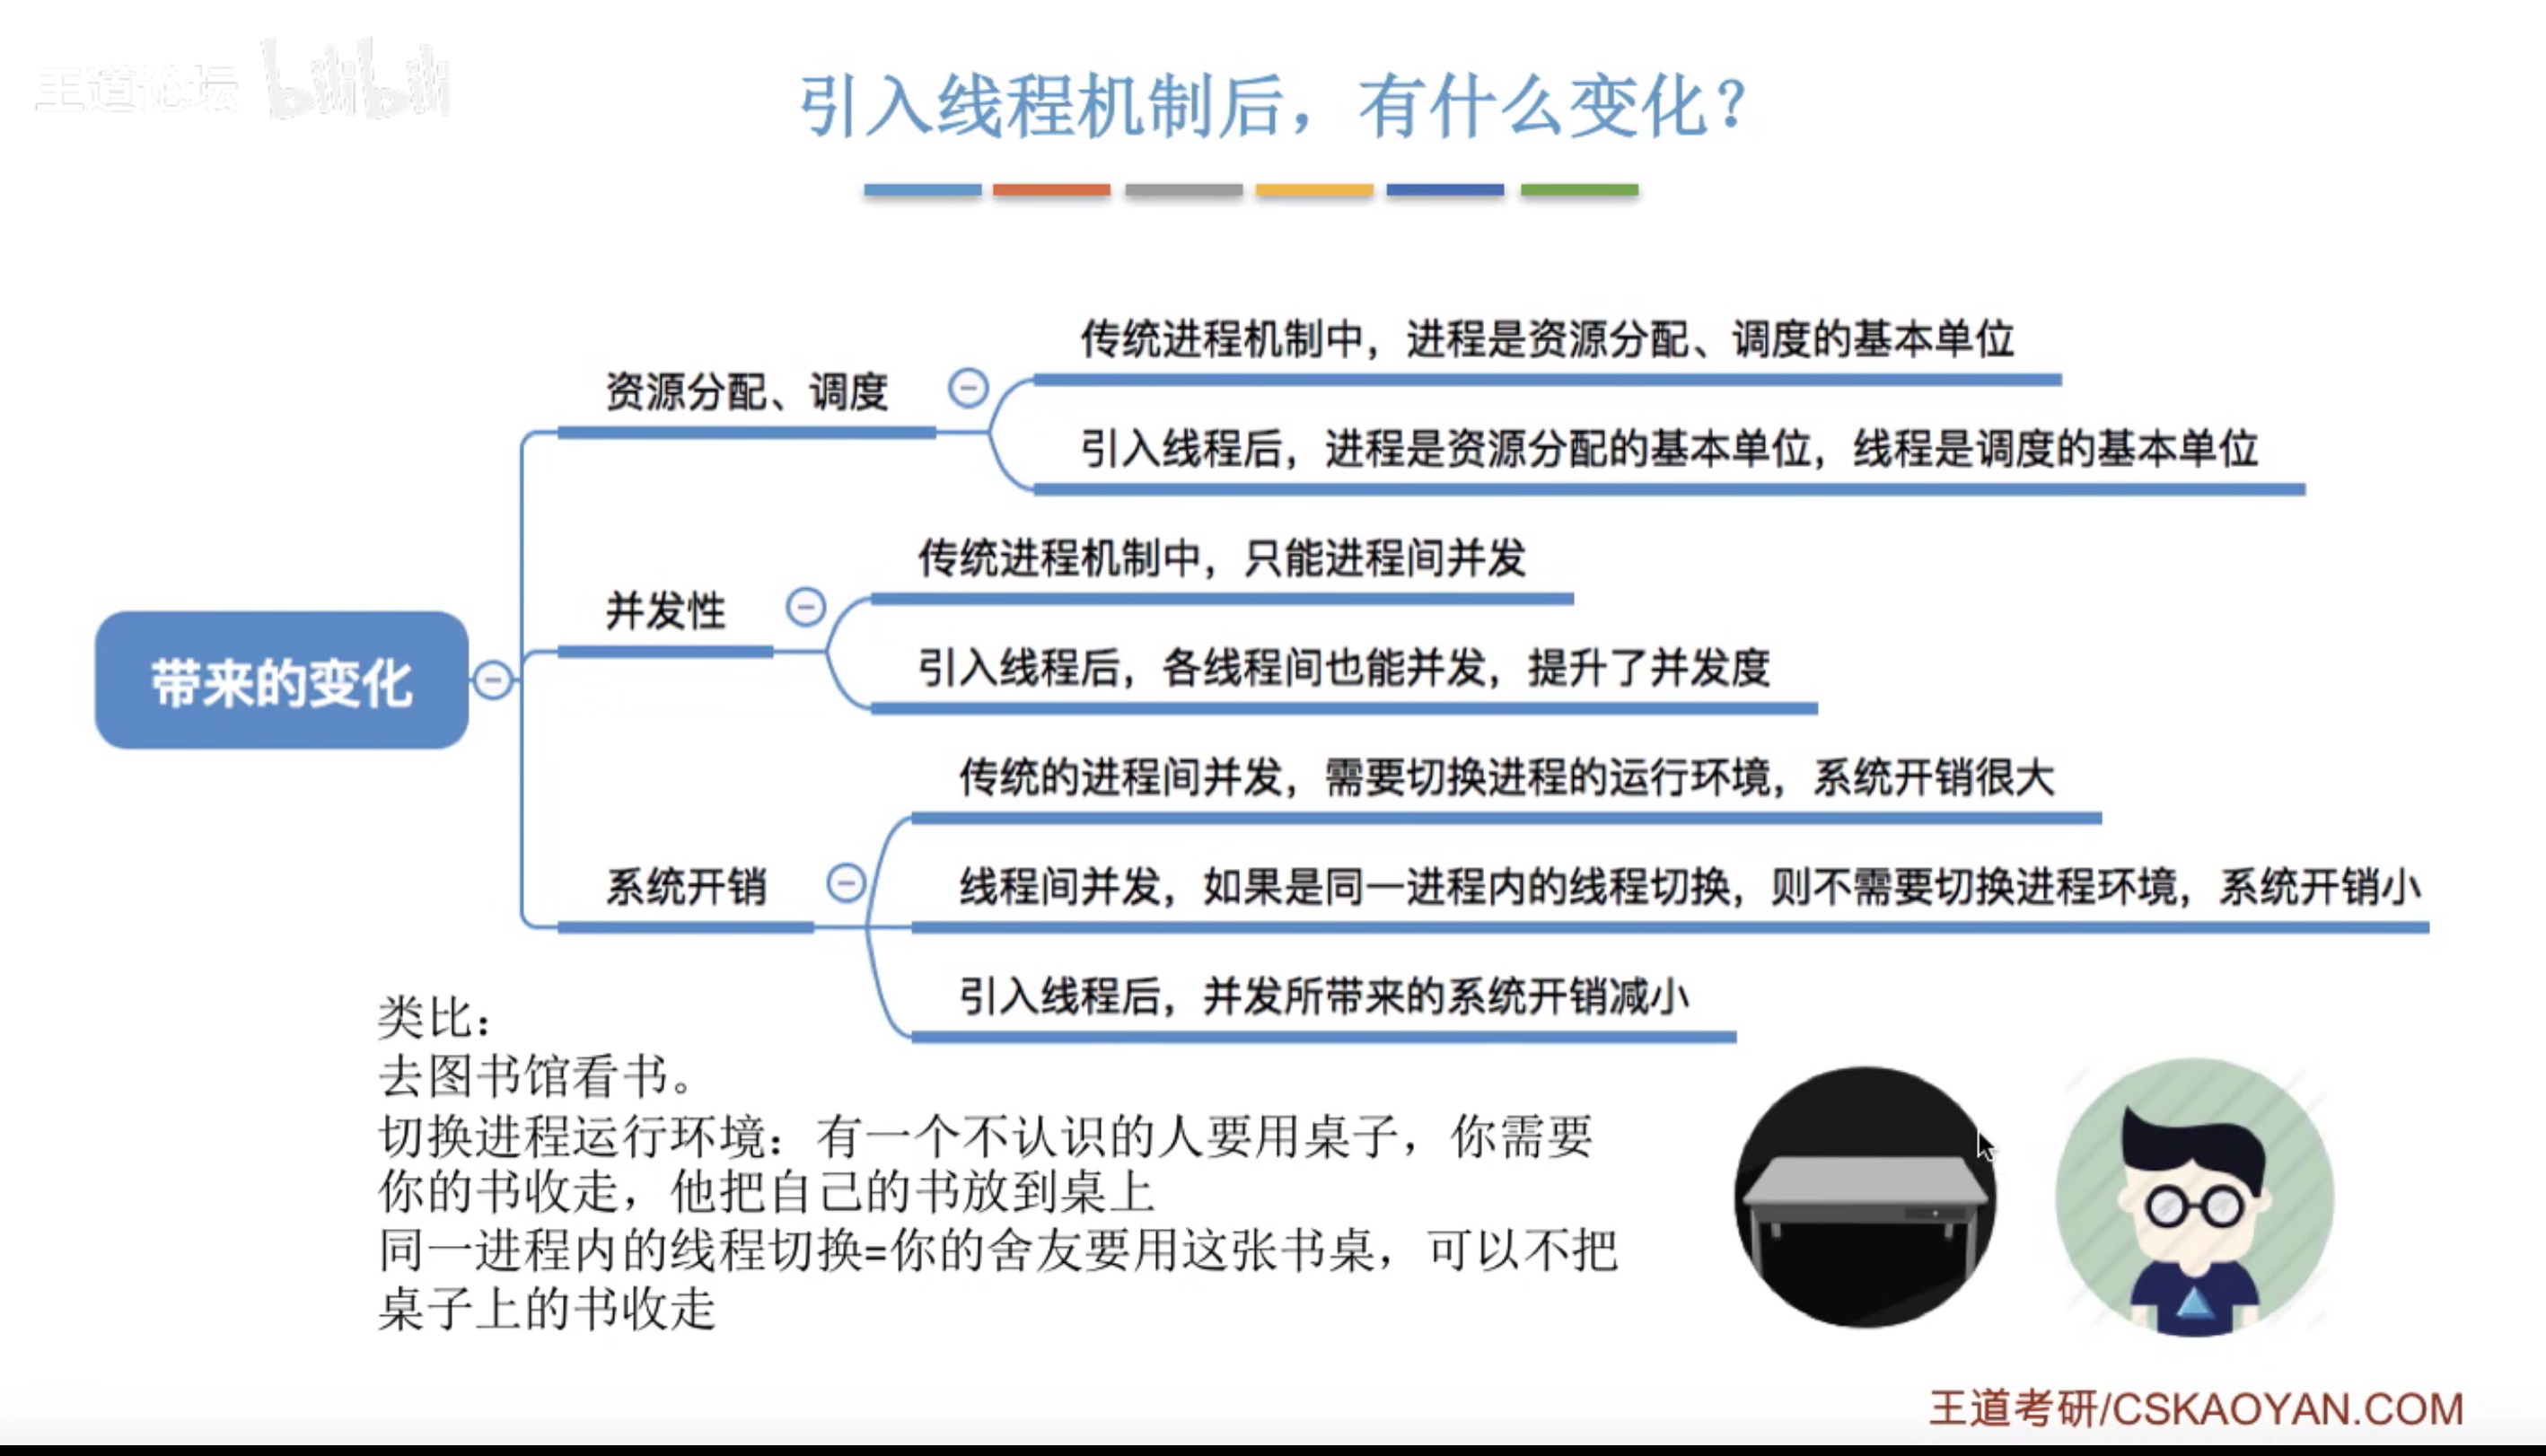 王道论坛 bilibili
引入线程机制后，有什么变化？
传统进程机制中，进程是资源分配、调度的基本单位
资源分配、调度
引入线程后，进程是资源分配的基本单位，线程是调度的基本单位
传统进程机制中，只能进程间并发
并发性
引入线程后，各线程间也能并发，提升了并发度
带来的变化
传统的进程间并发，需要切换进程的运行环境，系统开销很大
系统开销
线程间并发，如果是同一进程内的线程切换，则不需要切换进程环境，系统开销小
引入线程后，并发所带来的系统开销减小
类比：
去图书馆看书。
切换进程运行环境：有一个不认识的人要用桌子，你需要
你的书收走，他把自己的书放到桌上
同一进程内的线程切换=你的舍友要用这张书桌，可以不把
桌子上的书收走
王道考研/CSKAOYAN.COM